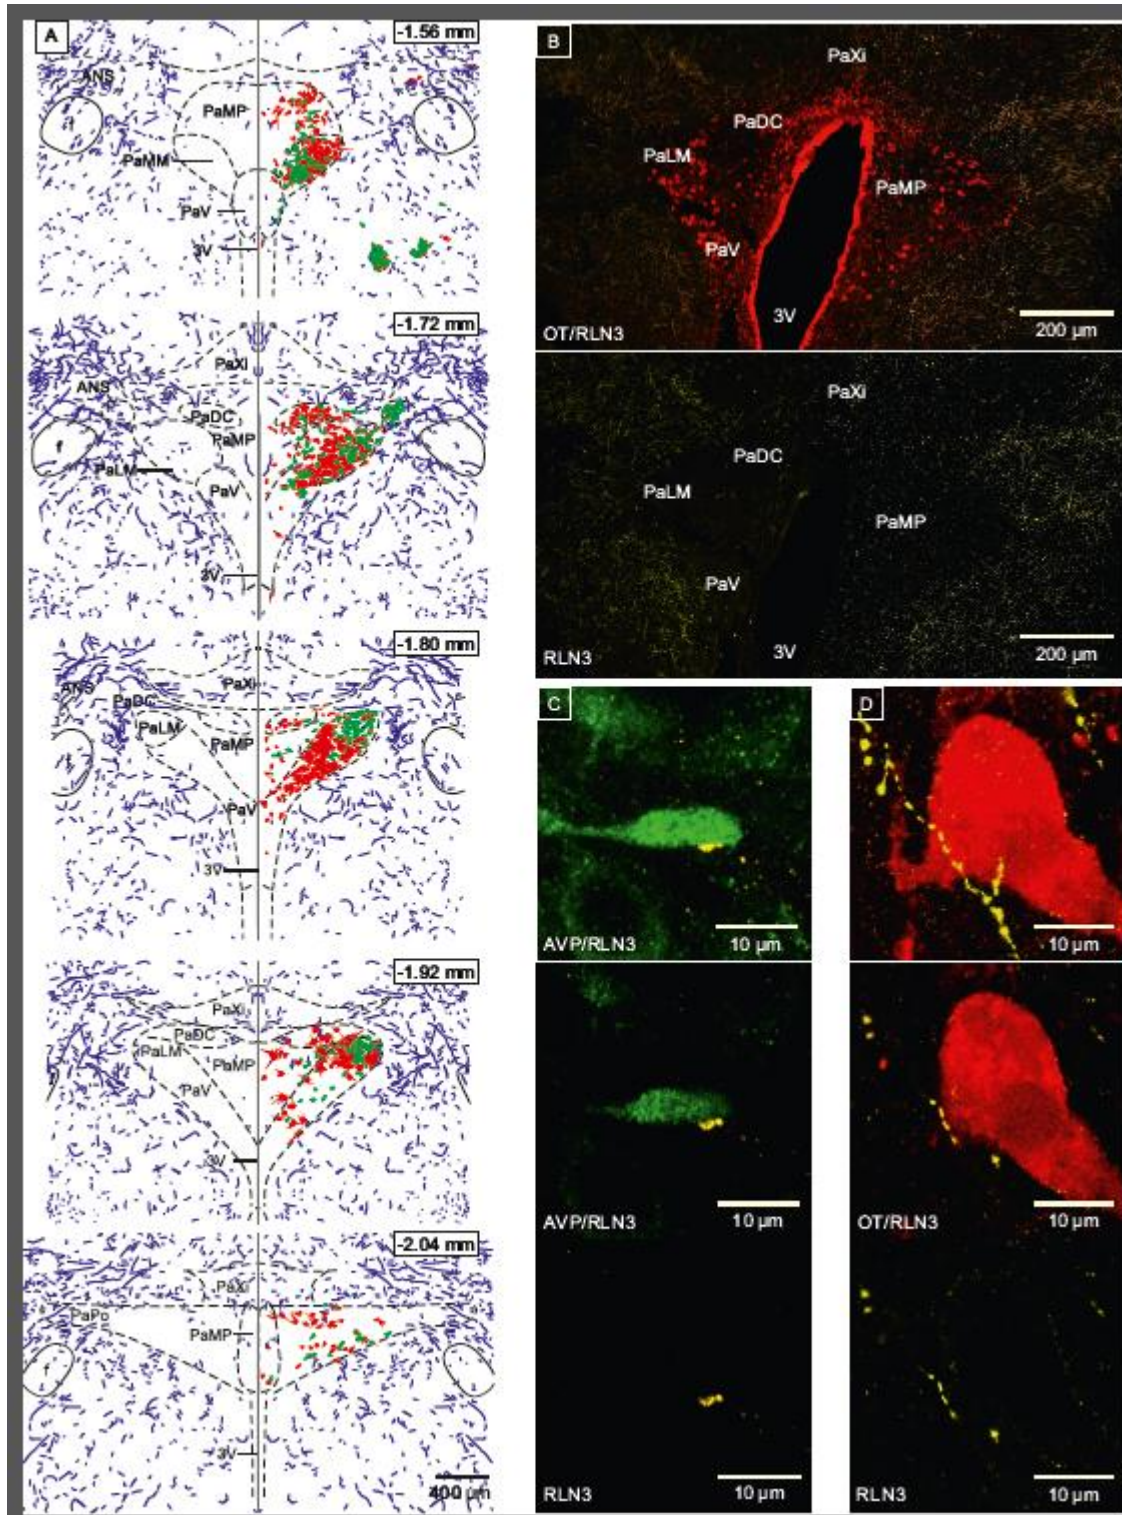 A
-1.56 mm
ANS
f
PaMP
PaMM
PaV
3V
-1.72 mm
PaXi
ANS
PaDC
f
PaMP
PaLM
PaV
3V
-1.80 mm
PaXi
ANS
PaDC
PaLM
PaMP
PaV
3V
-1.92 mm
PaXi
PaDC
PaLM
PaMP
PaV
3V
-2.04 mm
PaXi
PaPo
PaMP
f
3V
400 µm
B
PaXi
PaDC
PaLM
PaMP
PaV
3V
OT/RLN3
200 µm
PaXi
PaDC
PaLM
PaMP
PaV
3V
RLN3
200 µm
C
AVP/RLN3
10 µm
AVP/RLN3
10 µm
RLN3
10 µm
D
10 µm
OT/RLN3
10 µm
RLN3
10 µm